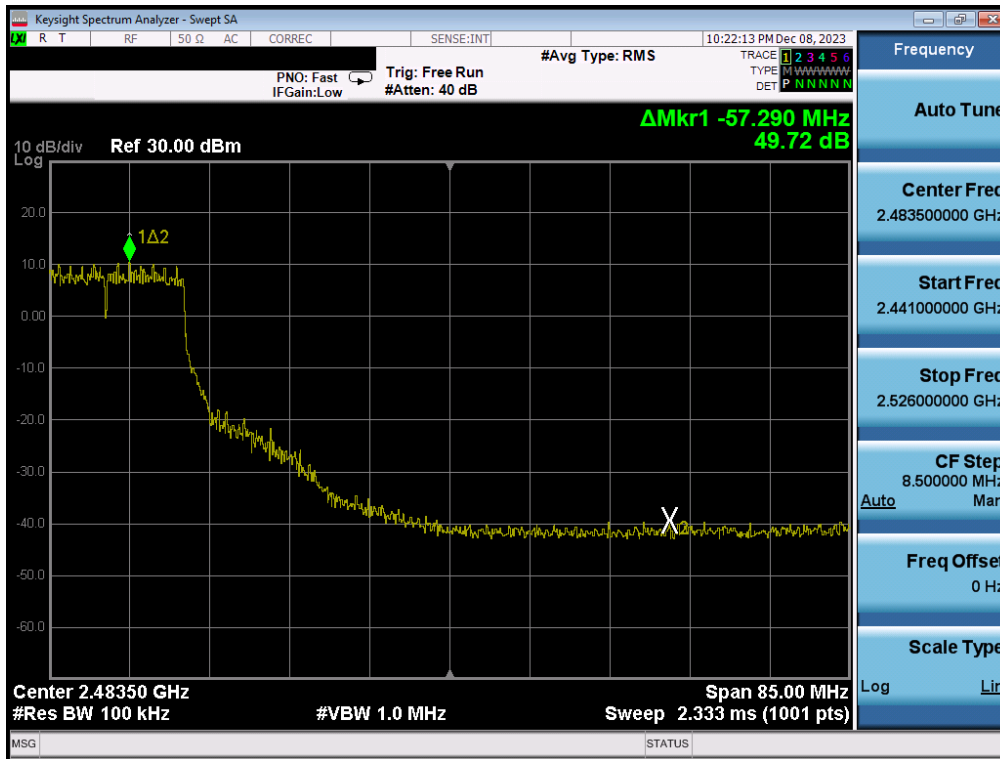 Keysight Spectrum Analyzer - Swept SA
LXI R T RF 50 Ω AC CORREC SENSE:INT 10:22:13 PM Dec 08, 2023
#Avg Type: RMS
TRACE 1 2 3 4 5 6
PNO: Fast Trig: Free Run
TYPE M WWWWW
IFGain:Low #Atten: 40 dB
DET P N N N N N
ΔMkr1 -57.290 MHz
49.72 dB
10 dB/div Ref 30.00 dBm
Log
20.0
1Δ2
10.0
0.00
-10.0
-20.0
-30.0
-40.0
-50.0
-60.0
Center 2.48350 GHz Span 85.00 MHz
#Res BW 100 kHz #VBW 1.0 MHz Sweep 2.333 ms (1001 pts)
MSG STATUS
Frequency
Auto Tune
Center Freq
2.483500000 GHz
Start Freq
2.441000000 GHz
Stop Freq
2.526000000 GHz
CF Step
8.500000 MHz
Auto Man
Freq Offset
0 Hz
Scale Type
Log Lin